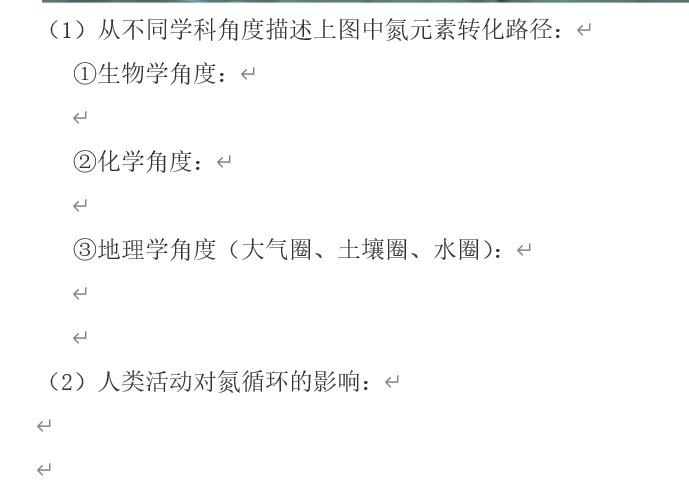 （1）从不同学科角度描述上图中氮元素转化路径：↵
①生物学角度：↵
↵
②化学角度：↵
↵
③地理学角度（大气圈、土壤圈、水圈）：↵
↵
↵
（2）人类活动对氮循环的影响：↵
↵
↵